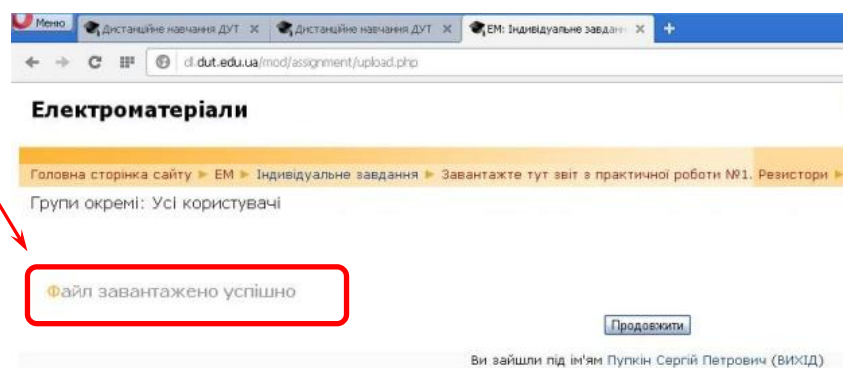 Меню
Дистанційне навчання ДУТ
Дистанційне навчання ДУТ
ЕМ: Індивідуальне завдан
dl.dut.edu.ua/mod/assignment/upload.php
Електроматеріали
Головна сторінка сайту ► ЕМ ► Індивідуальне завдання ► Завантажте тут звіт з практичної роботи №1. Резистори ►
Групи окремі: Усі користувачі
Файл завантажено успішно
Продовжити
Ви зайшли під ім'ям Пупкін Сергій Петрович (ВИХІД)